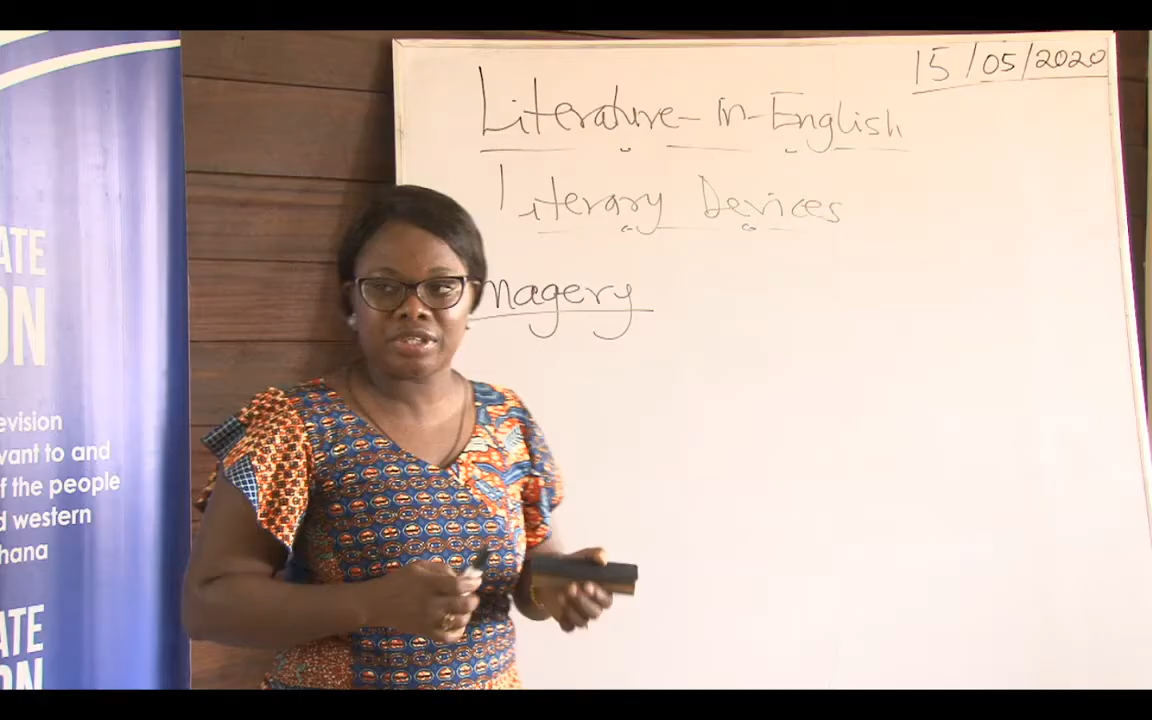 15/05/2020
Literature-in-English
Literary Devices
magery
ATE
ON
evision
vant to and
f the people
d western
hana
ATE
ON